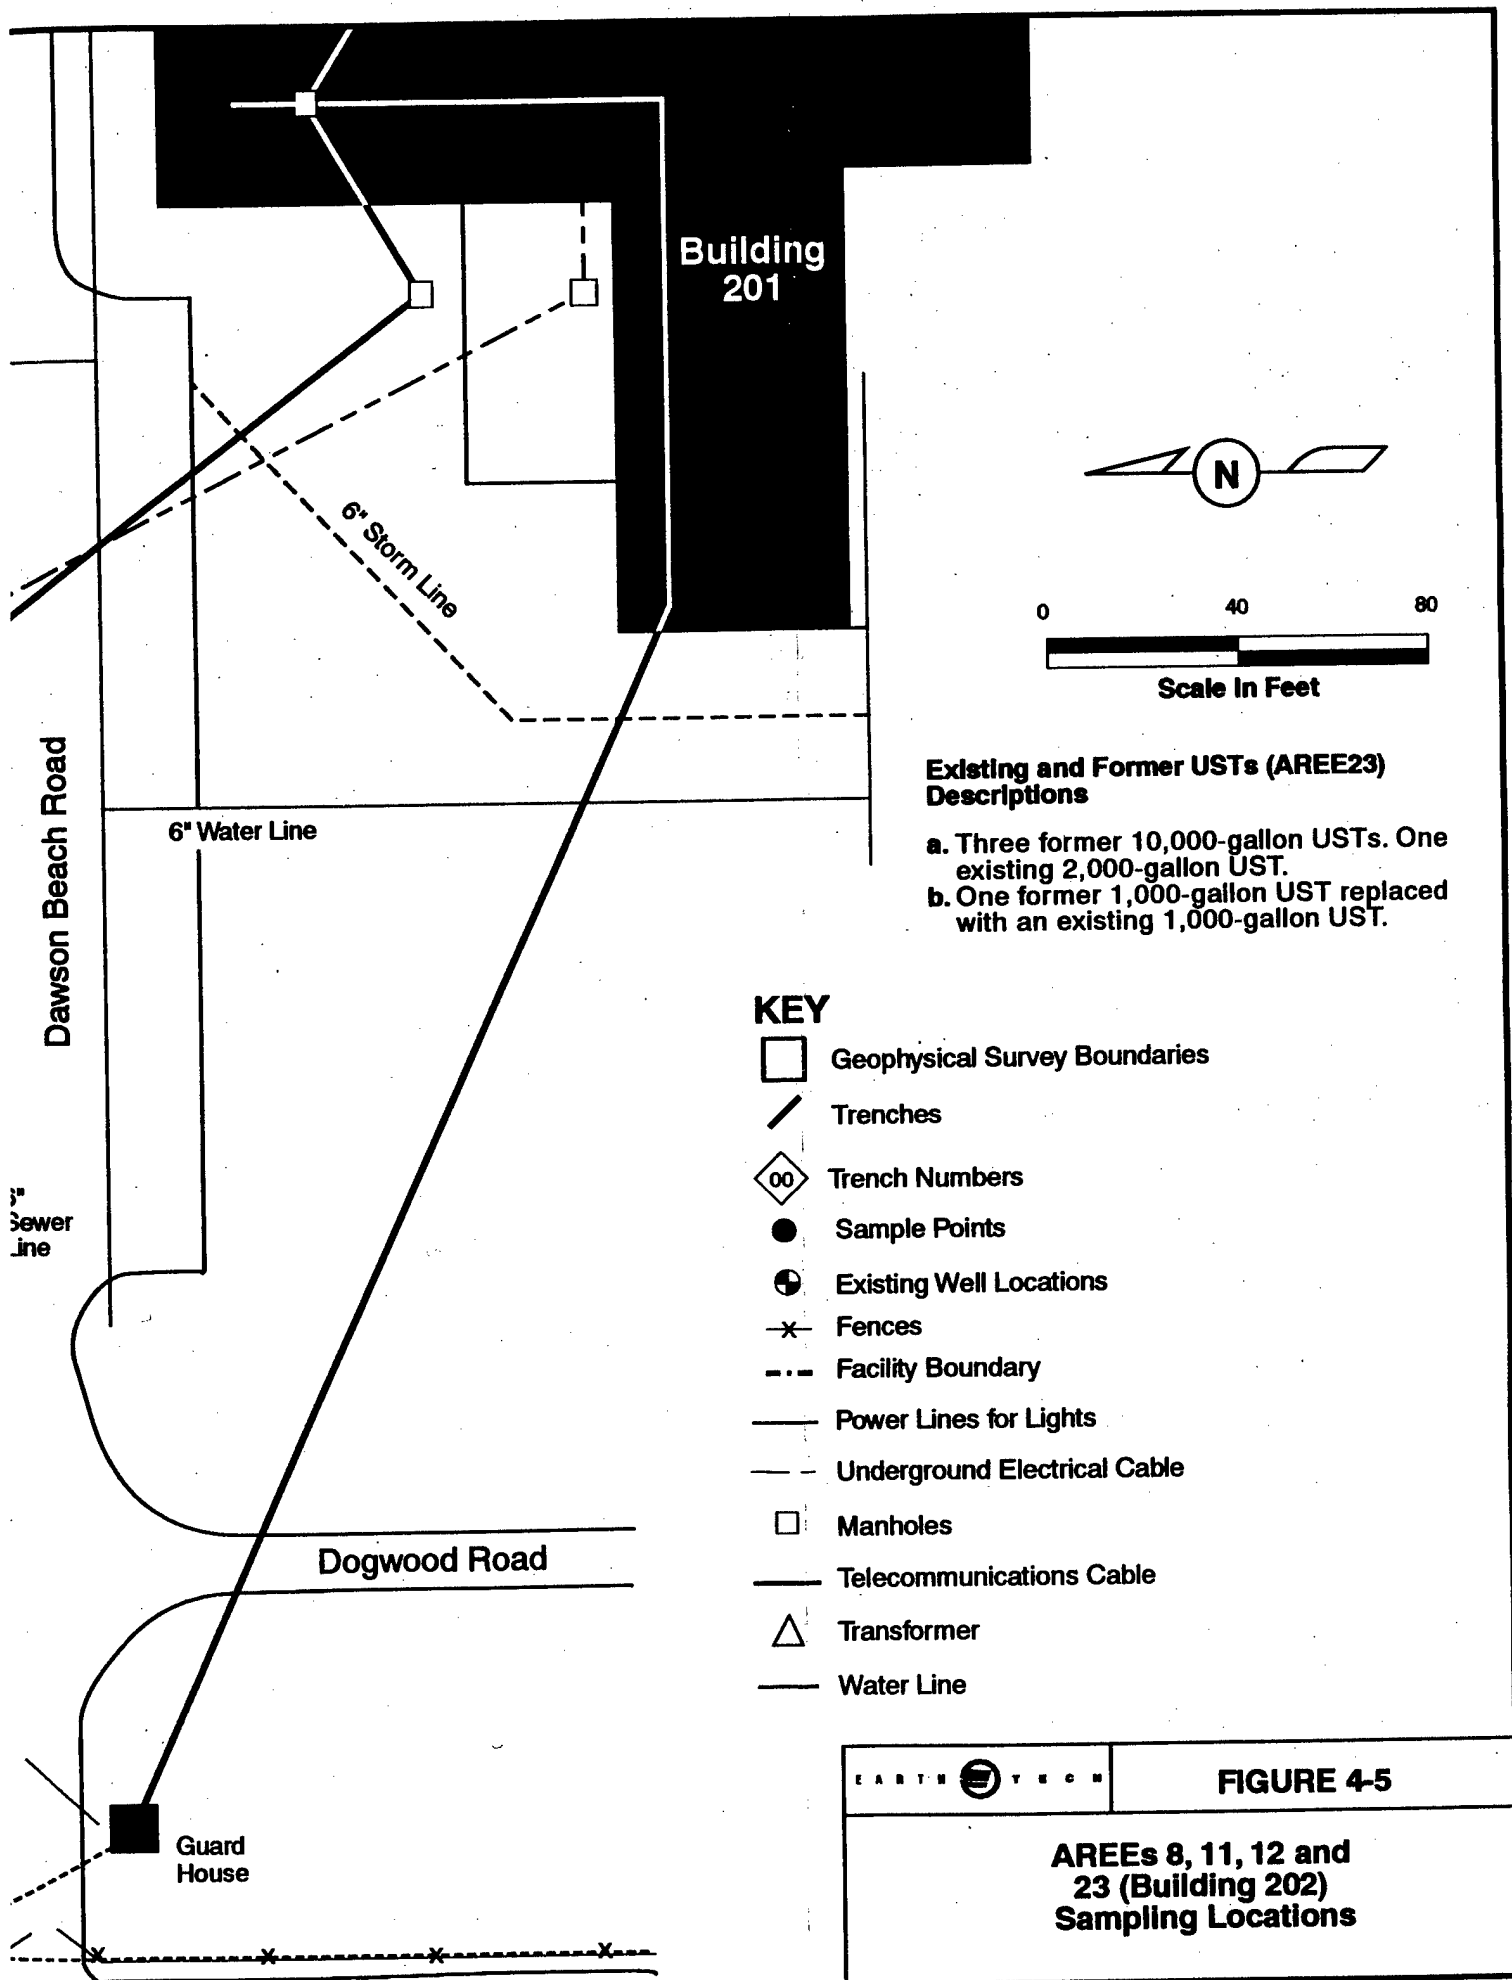 Building
201
N
6" Storm Line
0 40 80
Scale In Feet
Existing and Former USTs (AREE23)
Descriptions
a. Three former 10,000-gallon USTs. One
existing 2,000-gallon UST.
b. One former 1,000-gallon UST replaced
with an existing 1,000-gallon UST.
Dawson Beach Road
6" Water Line
KEY
Geophysical Survey Boundaries
Trenches
00 Trench Numbers
Sample Points
Existing Well Locations
Fences
Facility Boundary
Power Lines for Lights
Underground Electrical Cable
Manholes
Telecommunications Cable
Transformer
Water Line
Sewer
Line
Dogwood Road
Guard
House
EARTH TECH
FIGURE 4-5
AREEs 8, 11, 12 and
23 (Building 202)
Sampling Locations